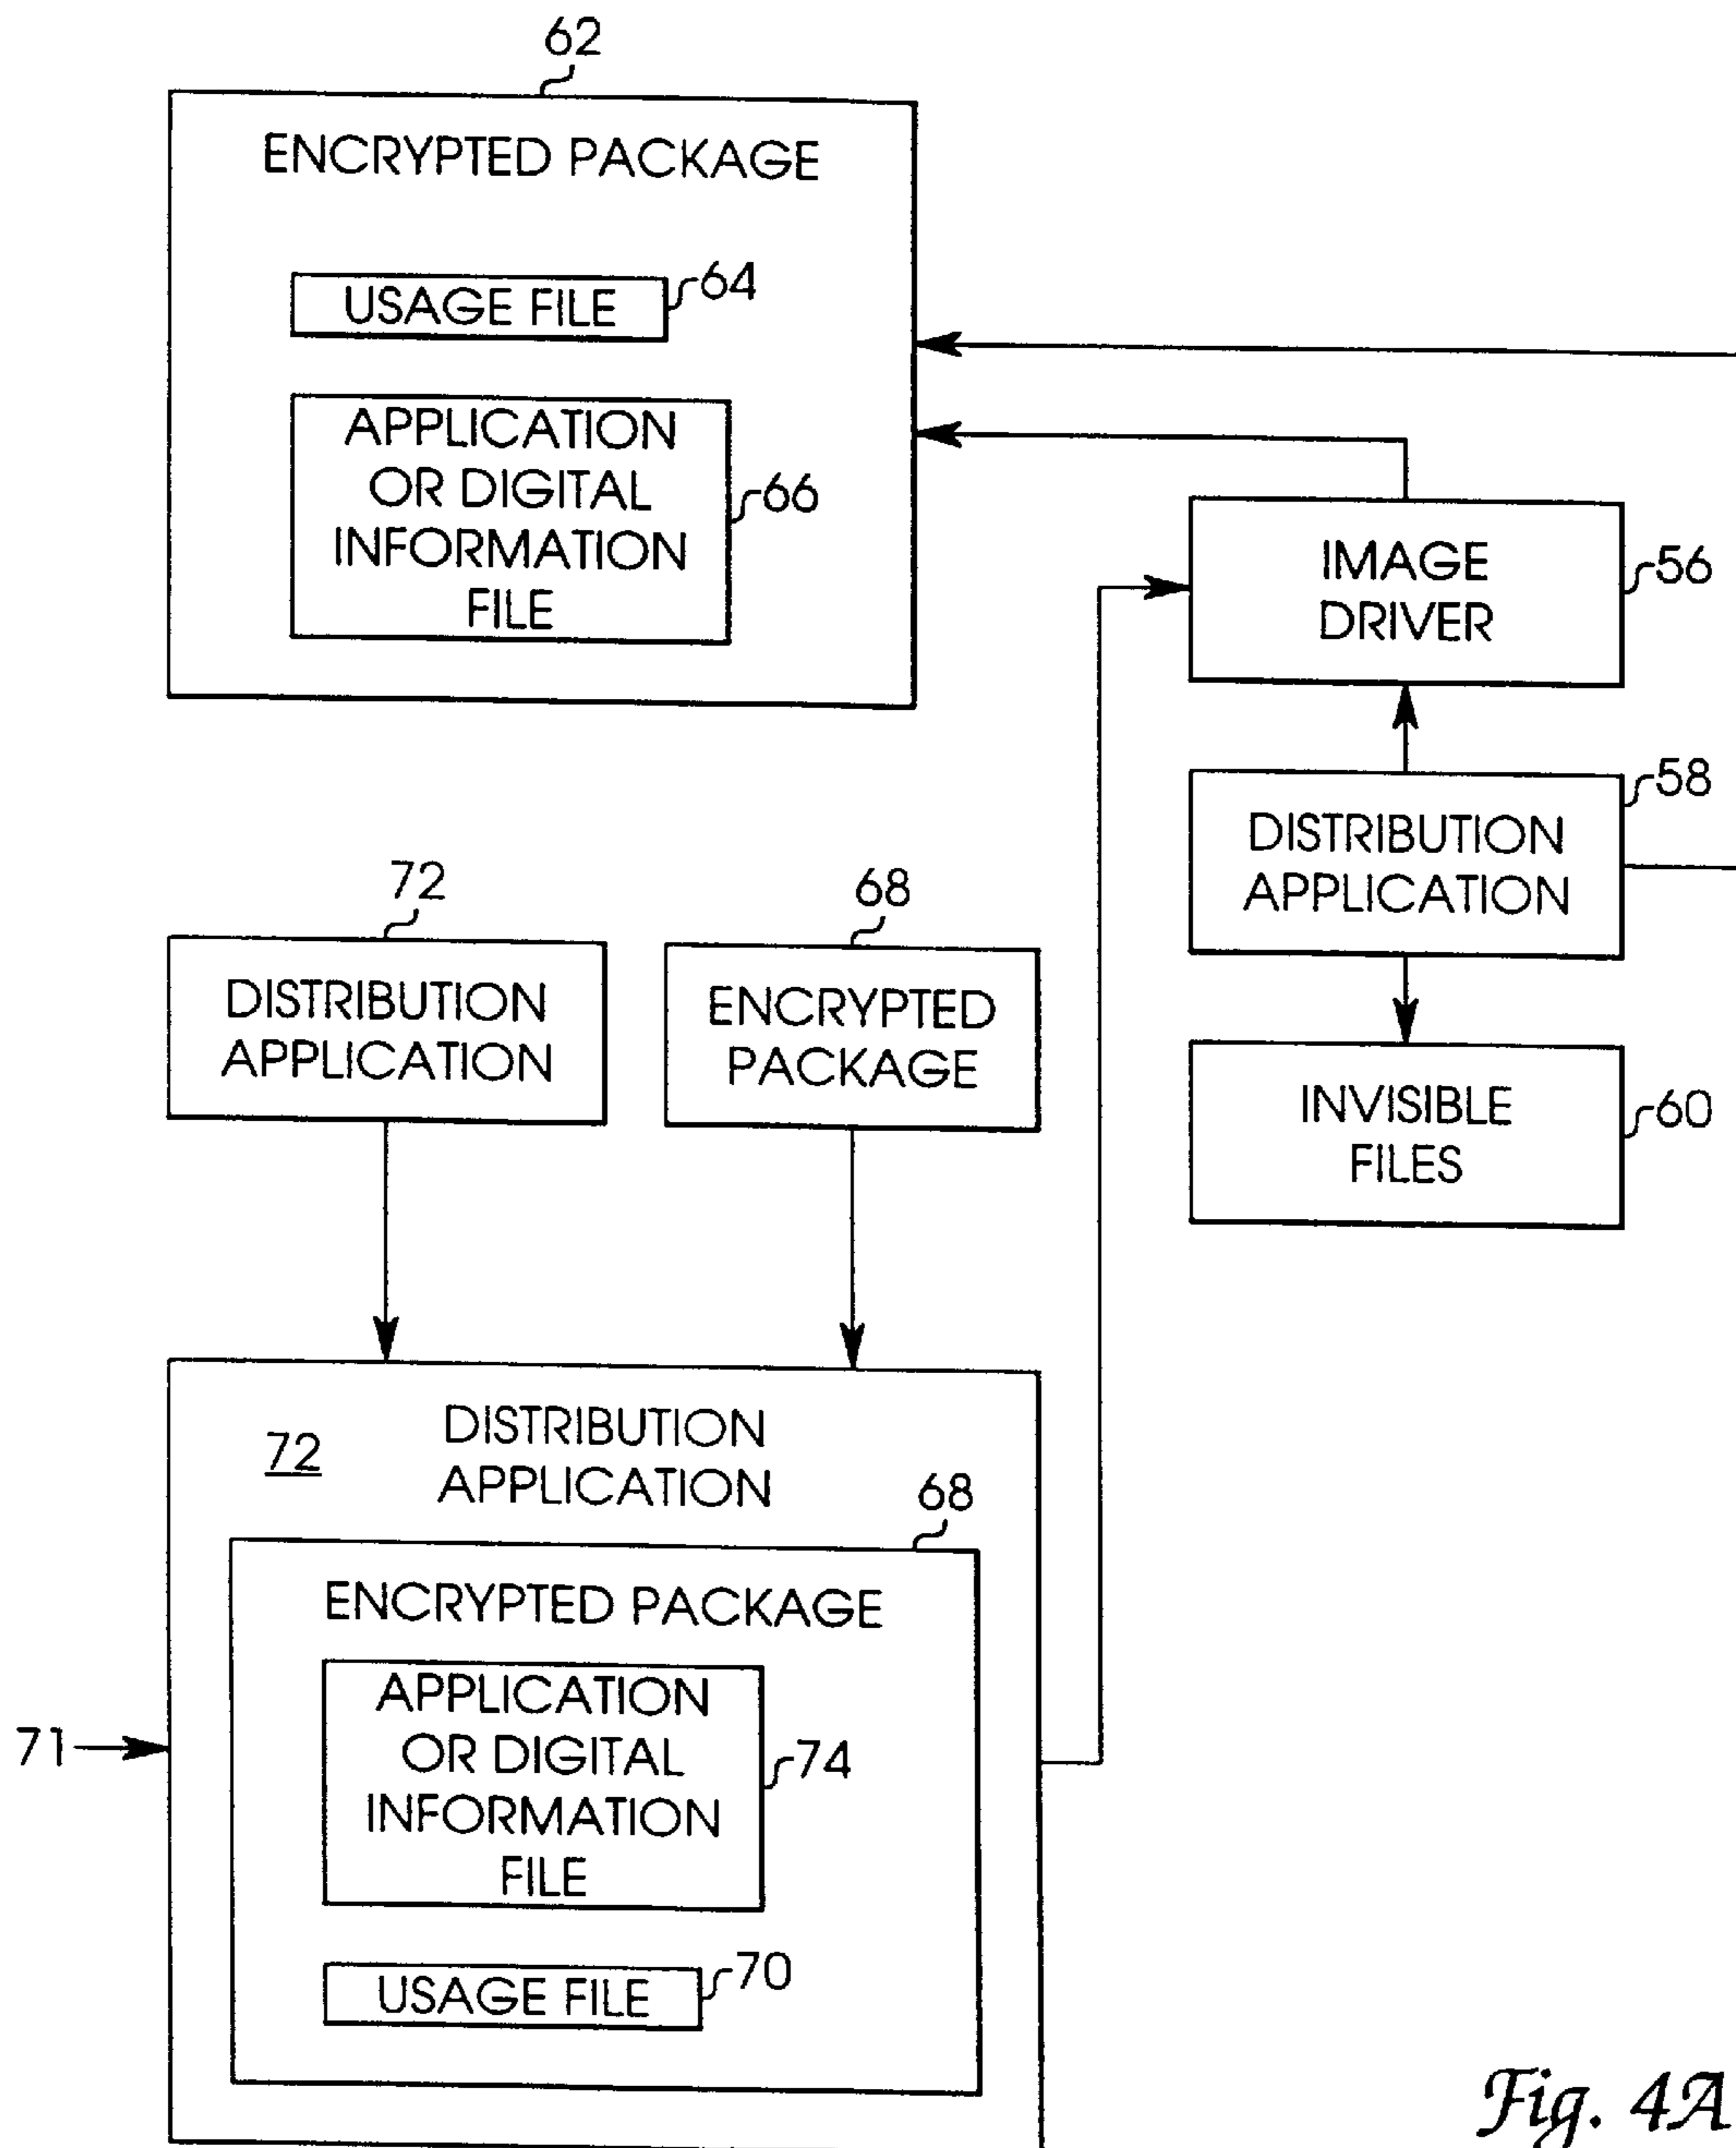 62
ENCRYPTED PACKAGE
USAGE FILE
64
APPLICATION
OR DIGITAL
INFORMATION
FILE
66
IMAGE
DRIVER
56
DISTRIBUTION
APPLICATION
58
INVISIBLE
FILES
60
72
DISTRIBUTION
APPLICATION
68
ENCRYPTED
PACKAGE
72
DISTRIBUTION
APPLICATION
68
ENCRYPTED PACKAGE
APPLICATION
OR DIGITAL
INFORMATION
FILE
74
71
USAGE FILE
70
Fig. 4A